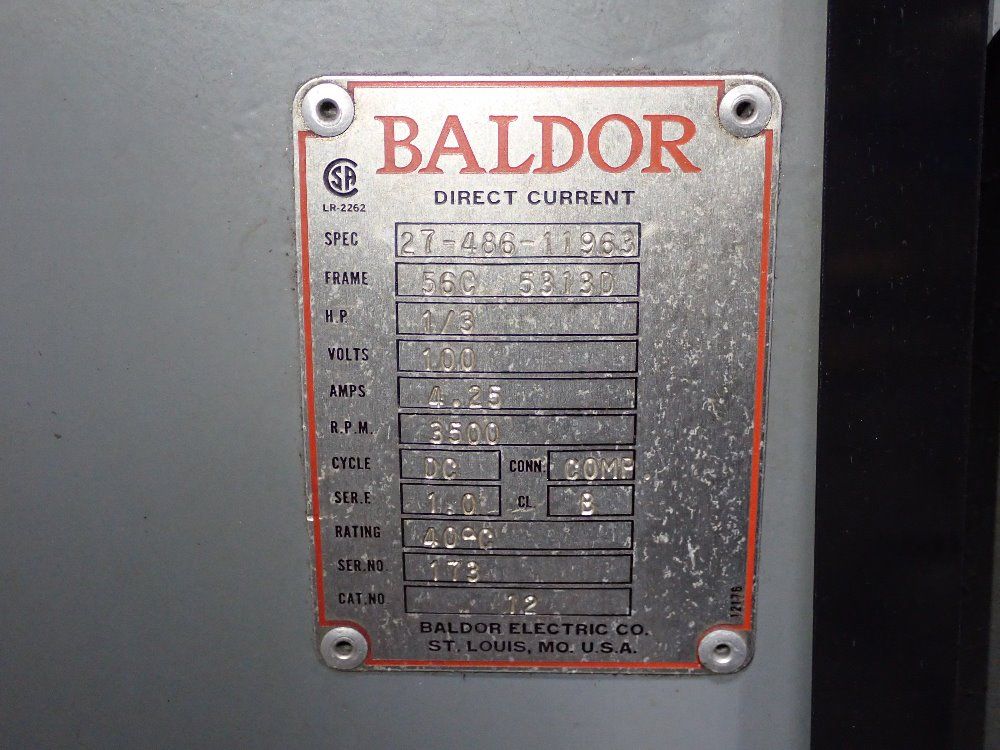 BALDOR
SA
LR-2262
DIRECT CURRENT
SPEC 27-486-11963
FRAME 56C 5313D
H.P. 1/3
VOLTS 100
AMPS 4.25
R.P.M. 3500
CYCLE DC CONN. COMP.
SER.F 1.0 CL B
RATING 40°C
SER.NO 173
CAT.NO 12
12176
BALDOR ELECTRIC CO.
ST. LOUIS, MO. U.S.A.